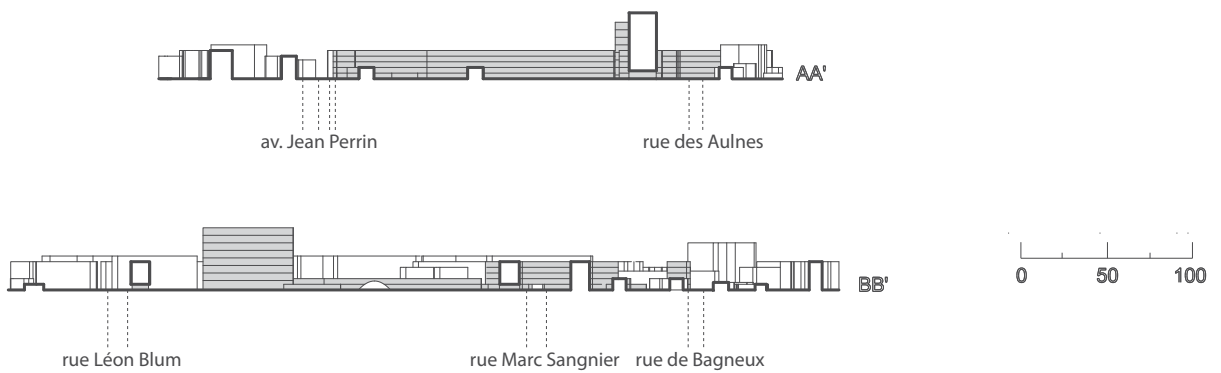 AA'
av. Jean Perrin
rue des Aulnes
BB'
0 50 100
rue Léon Blum
rue Marc Sangnier
rue de Bagneux